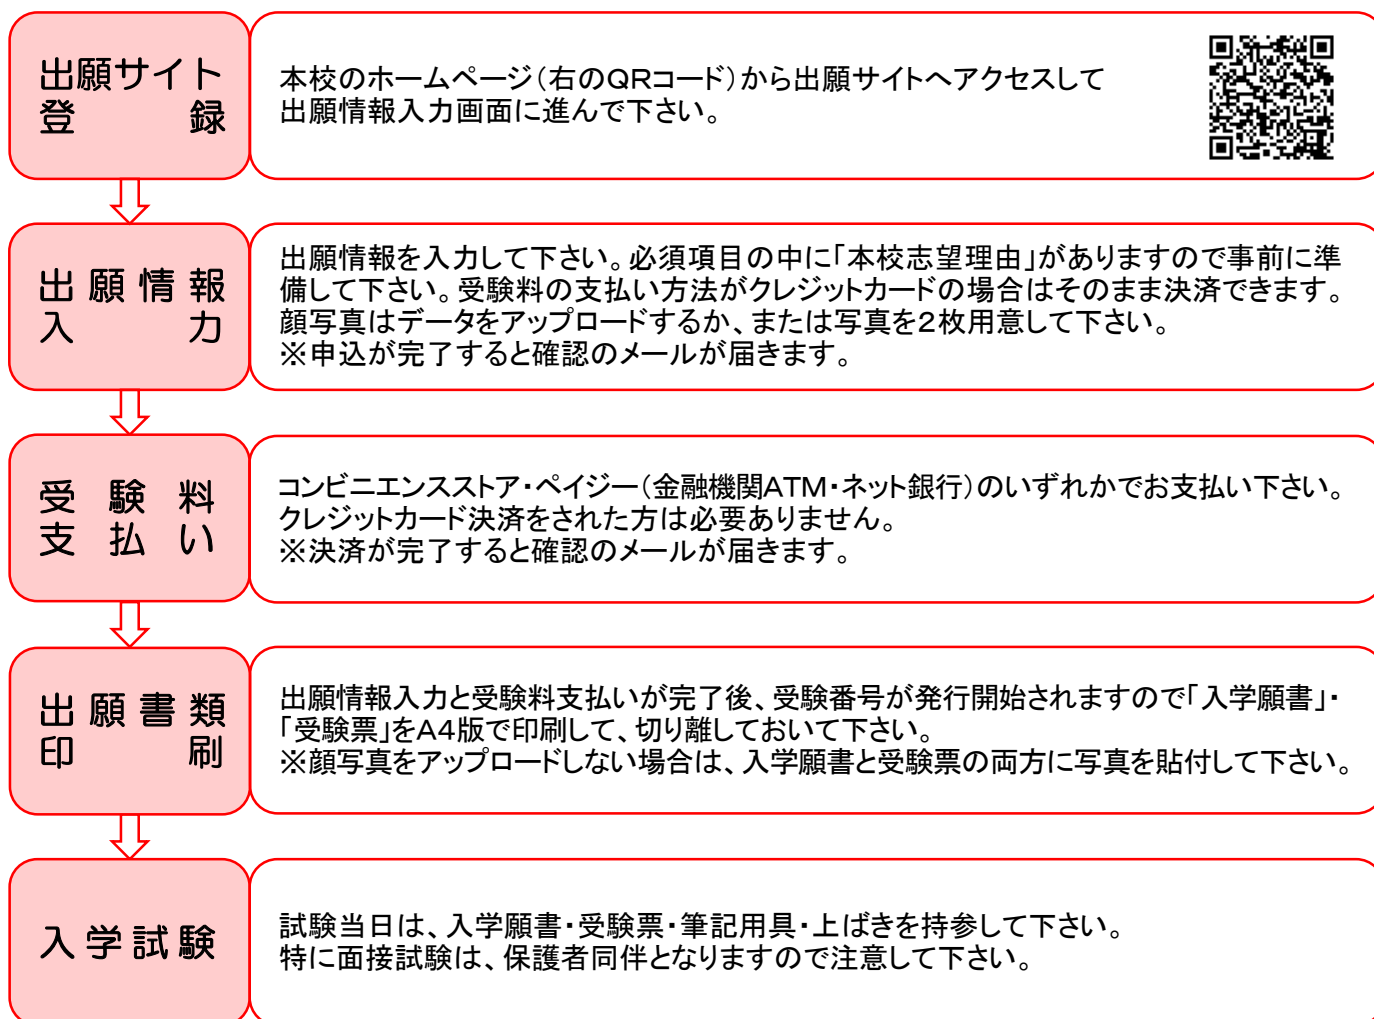 出願サイト
登録
本校のホームページ（右のQRコード）から出願サイトへアクセスして
出願情報入力画面に進んで下さい。
出願情報
入力
出願情報を入力して下さい。必須項目の中に「本校志望理由」がありますので事前に準
備して下さい。受験料の支払い方法がクレジットカードの場合はそのまま決済できます。
顔写真はデータをアップロードするか、または写真を２枚用意して下さい。
※申込が完了すると確認のメールが届きます。
受験料
支払い
コンビニエンスストア・ペイジー（金融機関ATM・ネット銀行）のいずれかでお支払い下さい。
クレジットカード決済をされた方は必要ありません。
※決済が完了すると確認のメールが届きます。
出願書類
印刷
出願情報入力と受験料支払いが完了後、受験番号が発行開始されますので「入学願書」・
「受験票」をA４版で印刷して、切り離しておいて下さい。
※顔写真をアップロードしない場合は、入学願書と受験票の両方に写真を貼付して下さい。
入学試験
試験当日は、入学願書・受験票・筆記用具・上ばきを持参して下さい。
特に面接試験は、保護者同伴となりますので注意して下さい。